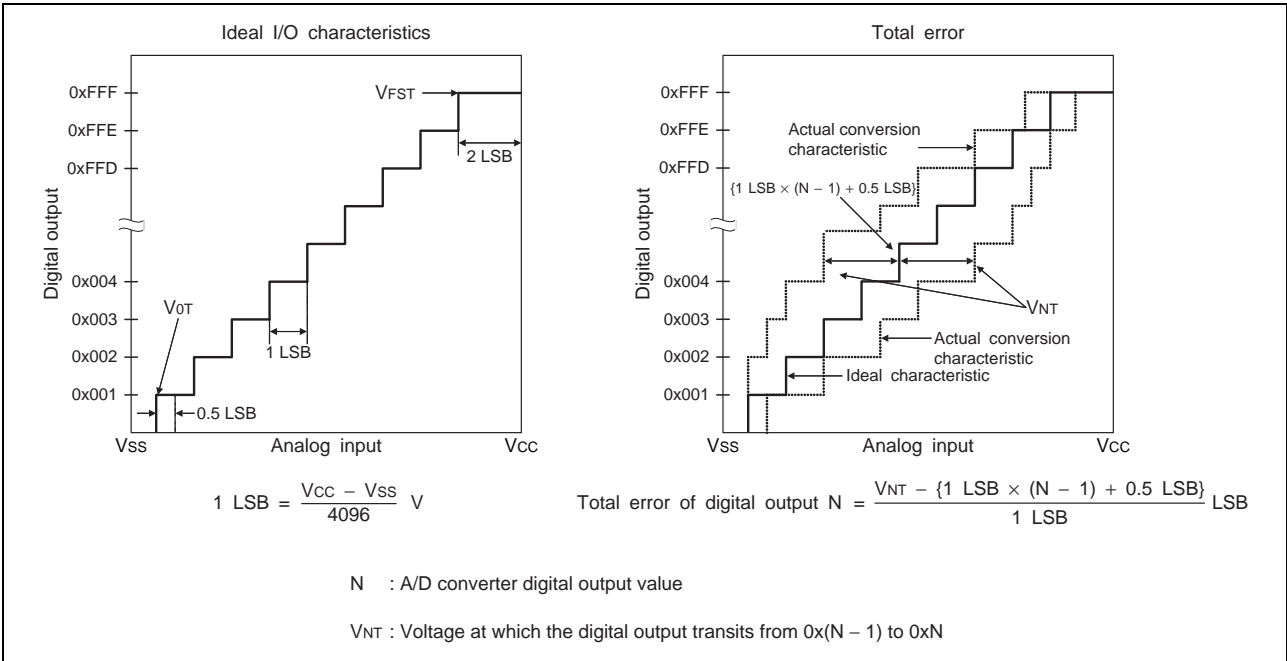 Ideal I/O characteristics
0xFFF
0xFFE
0xFFD
0x004
0x003
0x002
0x001
Digital output
VFST
2 LSB
V0T
1 LSB
0.5 LSB
VSS
Analog input
VCC
1 LSB = VCC − VSS / 4096 V
Total error
0xFFF
0xFFE
0xFFD
0x004
0x003
0x002
0x001
Digital output
Actual conversion
characteristic
{1 LSB × (N − 1) + 0.5 LSB}
VNT
Actual conversion
characteristic
Ideal characteristic
VSS
Analog input
VCC
Total error of digital output N = VNT − {1 LSB × (N − 1) + 0.5 LSB} / 1 LSB LSB
N : A/D converter digital output value
VNT : Voltage at which the digital output transits from 0x(N − 1) to 0xN